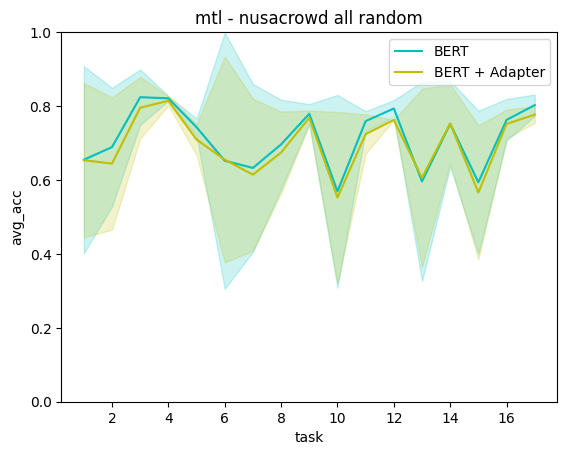 mtl - nusacrowd all random
BERT
BERT + Adapter
avg_acc
1.0
0.8
0.6
0.4
0.2
0.0
2 4 6 8 10 12 14 16
task